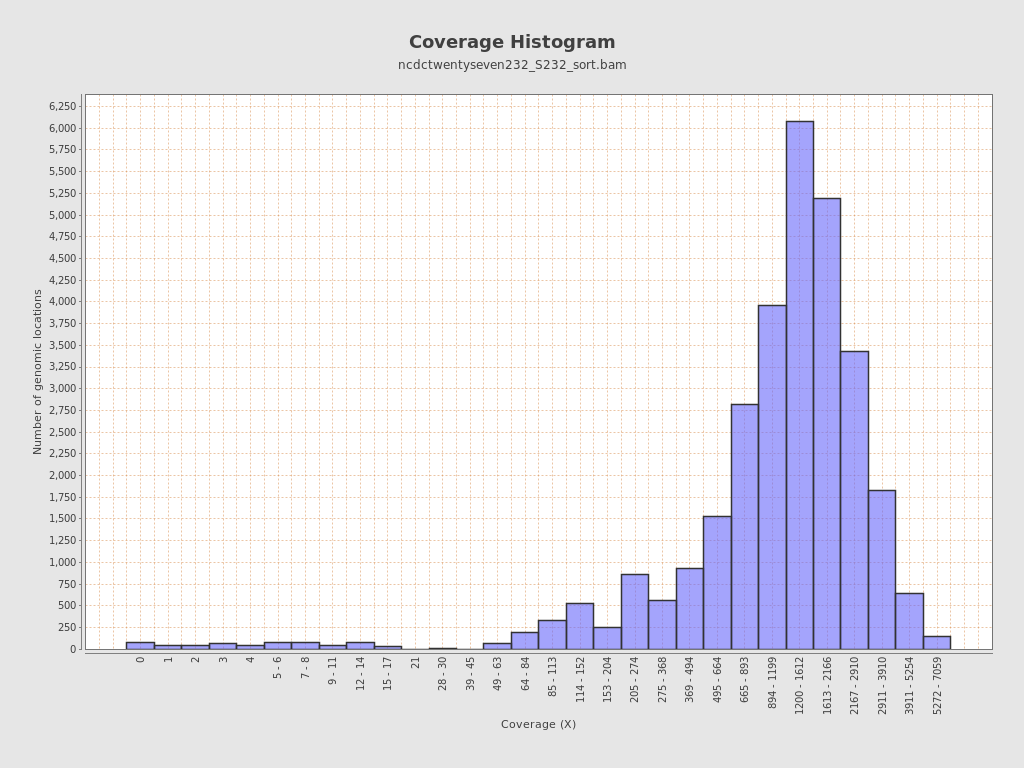 Coverage Histogram
ncdctwentyseven232_S232_sort.bam
Number of genomic locations
6,250
6,000
5,750
5,500
5,250
5,000
4,750
4,500
4,250
4,000
3,750
3,500
3,250
3,000
2,750
2,500
2,250
2,000
1,750
1,500
1,250
1,000
750
500
250
0
0
1
2
3
4
5 - 6
7 - 8
9 - 11
12 - 14
15 - 17
21
28 - 30
39 - 45
49 - 63
64 - 84
85 - 113
114 - 152
153 - 204
205 - 274
275 - 368
369 - 494
495 - 664
665 - 893
894 - 1199
1200 - 1612
1613 - 2166
2167 - 2910
2911 - 3910
3911 - 5254
5272 - 7059
Coverage (X)